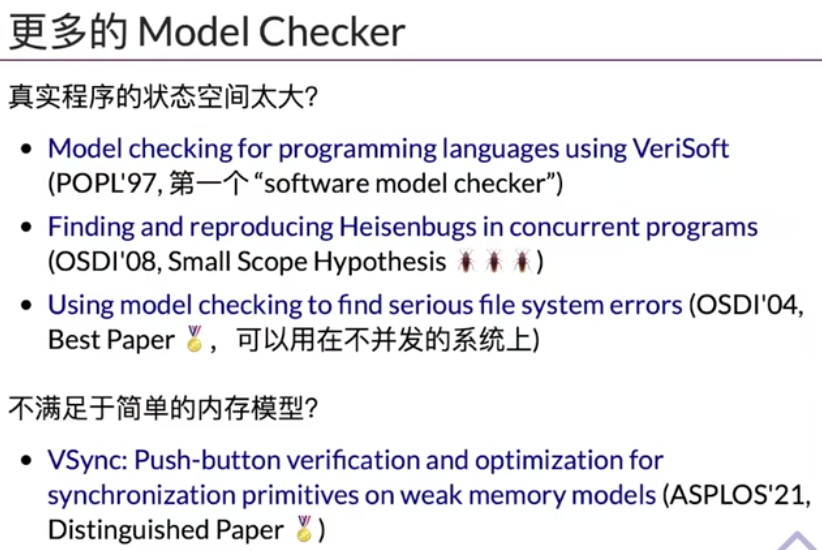 更多的 Model Checker
真实程序的状态空间太大?
• Model checking for programming languages using VeriSoft
(POPL'97, 第一个 “software model checker”)
• Finding and reproducing Heisenbugs in concurrent programs
(OSDI'08, Small Scope Hypothesis 🪳🪳🪳)
• Using model checking to find serious file system errors (OSDI'04,
Best Paper 🏅，可以用在不并发的系统上)
不满足于简单的内存模型?
• VSync: Push-button verification and optimization for
synchronization primitives on weak memory models (ASPLOS'21,
Distinguished Paper 🏅)